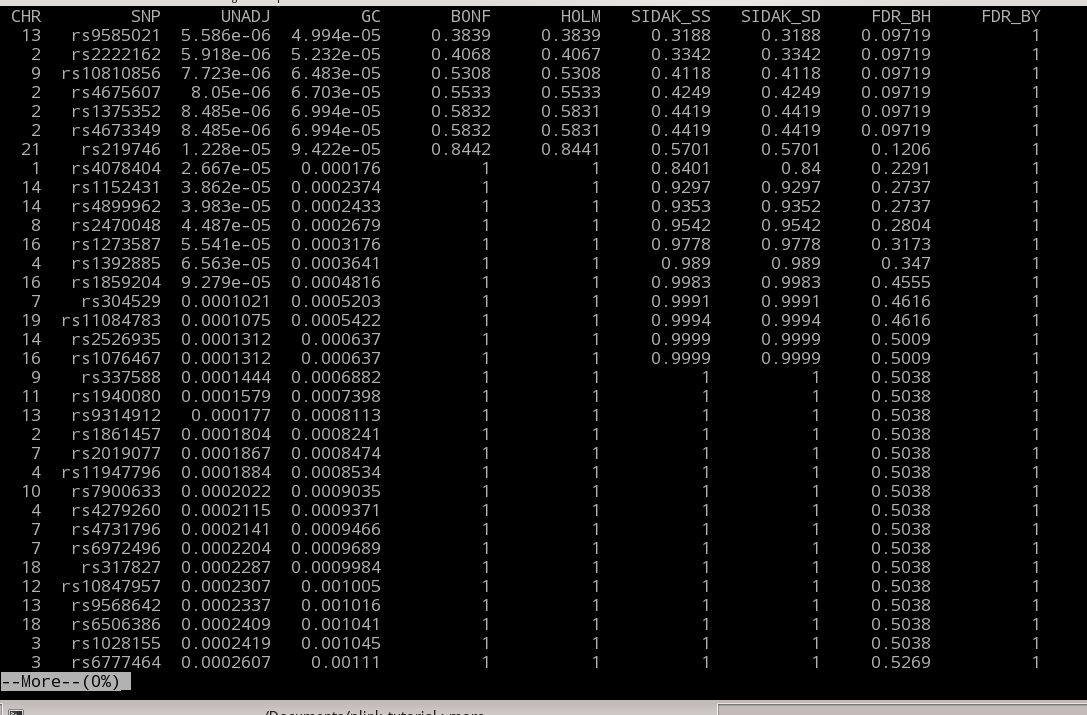 CHR SNP UNADJ GC BONF HOLM SIDAK_SS SIDAK_SD FDR_BH FDR_BY
13 rs9585021 5.586e-06 4.994e-05 0.3839 0.3839 0.3188 0.3188 0.09719 1
2 rs2222162 5.918e-06 5.232e-05 0.4068 0.4067 0.3342 0.3342 0.09719 1
9 rs10810856 7.723e-06 6.483e-05 0.5308 0.5308 0.4118 0.4118 0.09719 1
2 rs4675607 8.05e-06 6.703e-05 0.5533 0.5533 0.4249 0.4249 0.09719 1
2 rs1375352 8.485e-06 6.994e-05 0.5832 0.5831 0.4419 0.4419 0.09719 1
2 rs4673349 8.485e-06 6.994e-05 0.5832 0.5831 0.4419 0.4419 0.09719 1
21 rs219746 1.228e-05 9.422e-05 0.8442 0.8441 0.5701 0.5701 0.1206 1
1 rs4078404 2.667e-05 0.000176 1 1 0.8401 0.84 0.2291 1
14 rs1152431 3.862e-05 0.0002374 1 1 0.9297 0.9297 0.2737 1
14 rs4899962 3.983e-05 0.0002433 1 1 0.9353 0.9352 0.2737 1
8 rs2470048 4.487e-05 0.0002679 1 1 0.9542 0.9542 0.2804 1
16 rs1273587 5.541e-05 0.0003176 1 1 0.9778 0.9778 0.3173 1
4 rs1392885 6.563e-05 0.0003641 1 1 0.989 0.989 0.347 1
16 rs1859204 9.279e-05 0.0004816 1 1 0.9983 0.9983 0.4555 1
7 rs304529 0.0001021 0.0005203 1 1 0.9991 0.9991 0.4616 1
19 rs11084783 0.0001075 0.0005422 1 1 0.9994 0.9994 0.4616 1
14 rs2526935 0.0001312 0.000637 1 1 0.9999 0.9999 0.5009 1
16 rs1076467 0.0001312 0.000637 1 1 0.9999 0.9999 0.5009 1
9 rs337588 0.0001444 0.0006882 1 1 1 1 0.5038 1
11 rs1940080 0.0001579 0.0007398 1 1 1 1 0.5038 1
13 rs9314912 0.000177 0.0008113 1 1 1 1 0.5038 1
2 rs1861457 0.0001804 0.0008241 1 1 1 1 0.5038 1
7 rs2019077 0.0001867 0.0008474 1 1 1 1 0.5038 1
4 rs11947796 0.0001884 0.0008534 1 1 1 1 0.5038 1
10 rs7900633 0.0002022 0.0009035 1 1 1 1 0.5038 1
4 rs4279260 0.0002115 0.0009371 1 1 1 1 0.5038 1
7 rs4731796 0.0002141 0.0009466 1 1 1 1 0.5038 1
7 rs6972496 0.0002204 0.0009689 1 1 1 1 0.5038 1
18 rs317827 0.0002287 0.0009984 1 1 1 1 0.5038 1
12 rs10847957 0.0002307 0.001005 1 1 1 1 0.5038 1
13 rs9568642 0.0002337 0.001016 1 1 1 1 0.5038 1
18 rs6506386 0.0002409 0.001041 1 1 1 1 0.5038 1
3 rs1028155 0.0002419 0.001045 1 1 1 1 0.5038 1
3 rs6777464 0.0002607 0.00111 1 1 1 1 0.5269 1
--More--(0%)